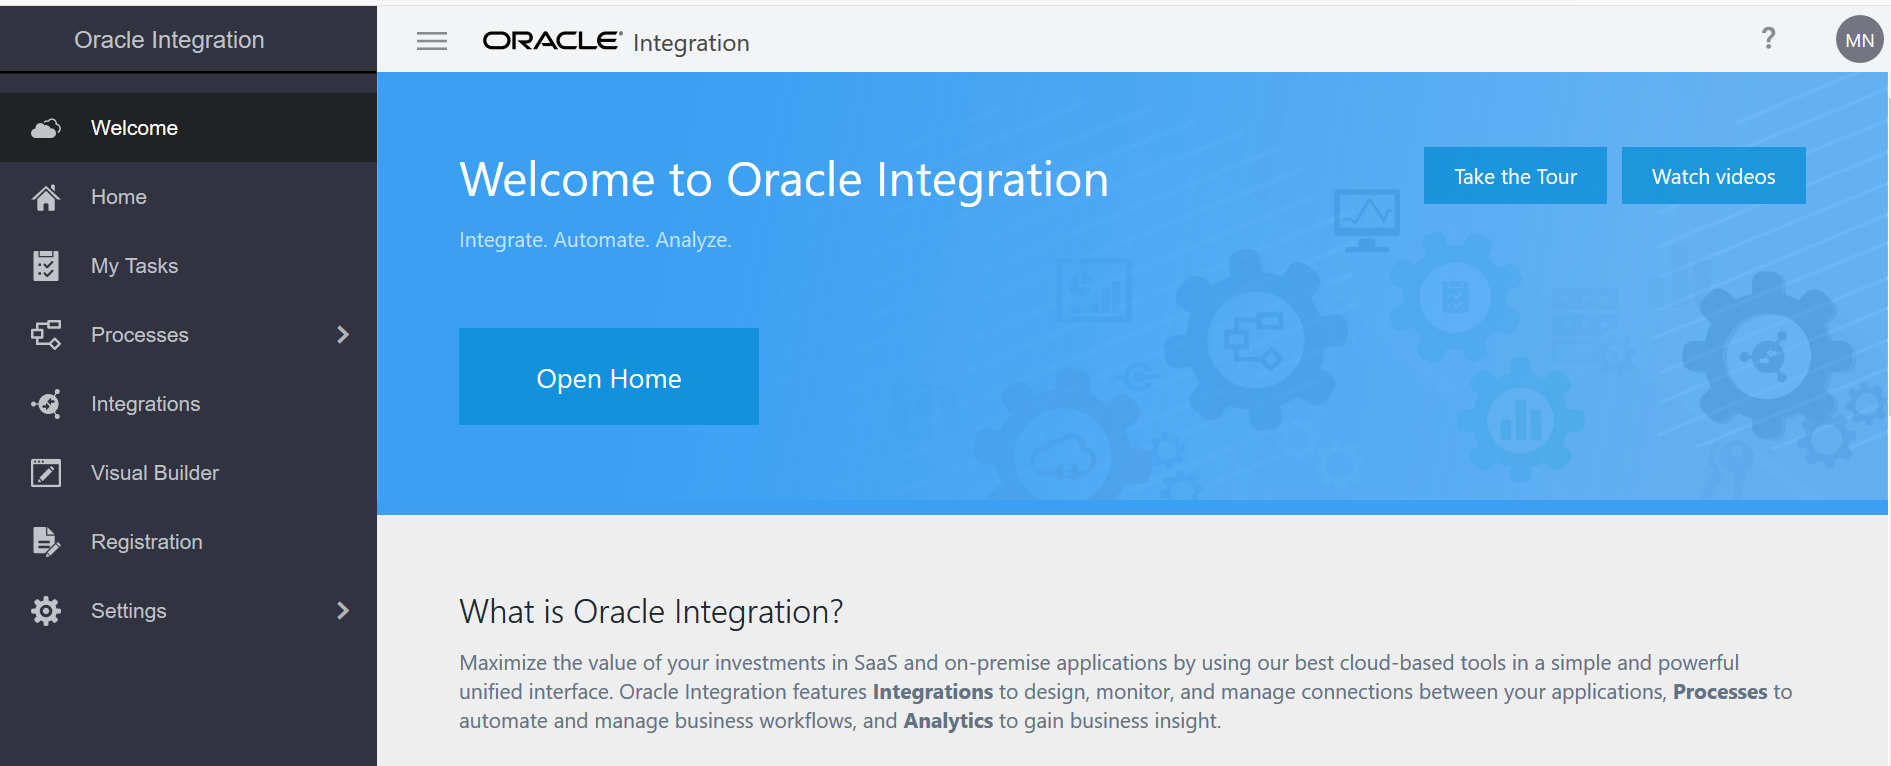 Oracle Integration
Welcome
Home
My Tasks
Processes
Integrations
Visual Builder
Registration
Settings
ORACLE® Integration
?
MN
Welcome to Oracle Integration
Integrate. Automate. Analyze.
Take the Tour
Watch videos
Open Home
What is Oracle Integration?
Maximize the value of your investments in SaaS and on-premise applications by using our best cloud-based tools in a simple and powerful
unified interface. Oracle Integration features Integrations to design, monitor, and manage connections between your applications, Processes to
automate and manage business workflows, and Analytics to gain business insight.